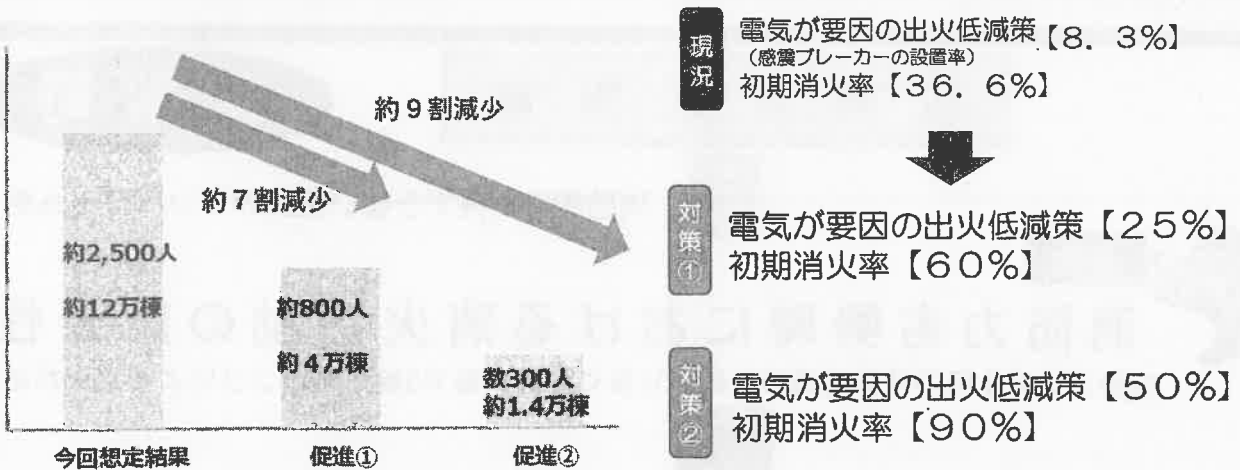 約9割減少
約7割減少
約2,500人
約12万棟
約800人
約4万棟
数300人
約1.4万棟
今回想定結果
促進①
促進②
現況
電気が要因の出火低減策【8.3%】
(感震ブレーカーの設置率)
初期消火率【36.6%】
対策①
電気が要因の出火低減策【25%】
初期消火率【60%】
対策②
電気が要因の出火低減策【50%】
初期消火率【90%】